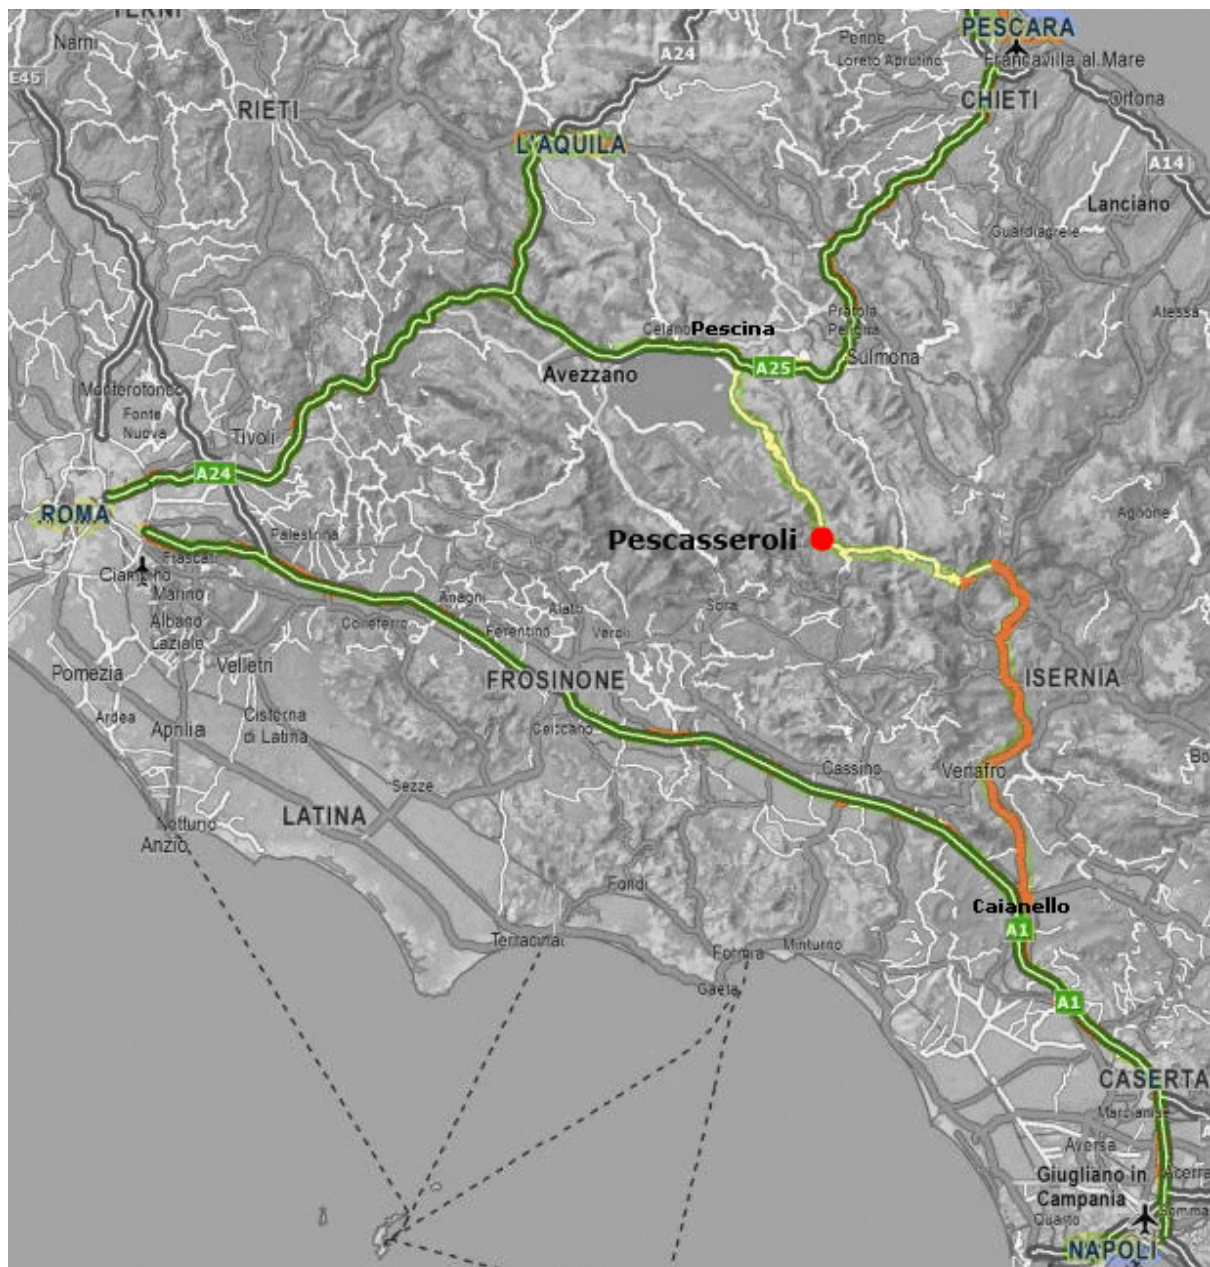 TERNI
PESCARA
Narni
Penne
A24
Loreto Aprutino
Francavilla al Mare
E45
RIETI
CHIETI
Ortona
L'AQUILA
A14
Lanciano
Guardiagrele
Atessa
Pratola
Peligna
Celano
Pescina
Sulmona
A25
Avezzano
Monterotondo
Fonte
Nuova
Tivoli
A24
ROMA
Agnone
Palestrina
Pescasseroli
Frascati
Ciampino
Marino
Anagni
Alatri
Sora
Albano
Laziale
Colleferro
Ferentino
Veroli
Velletri
Pomezia
FROSINONE
ISERNIA
Ardea
Aprilia
Cisterna
di Latina
Ceccano
Cassino
Venafro
Bo
Sezze
LATINA
Nettuno
Anzio
Fondi
Caianello
A1
Terracina
Formia
Minturno
Gaeta
A1
CASERTA
Marcianise
Aversa
Giugliano in
Campania
Acerra
Quarto
Somma
NAPOLI